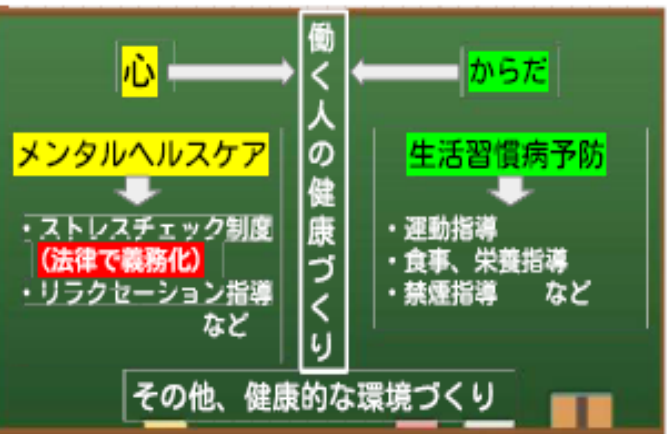 働く人の健康づくり
心
からだ
メンタルヘルスケア
・ストレスチェック制度
(法律で義務化)
・リラクセーション指導
など
生活習慣病予防
・運動指導
・食事、栄養指導
・禁煙指導 など
その他、健康的な環境づくり